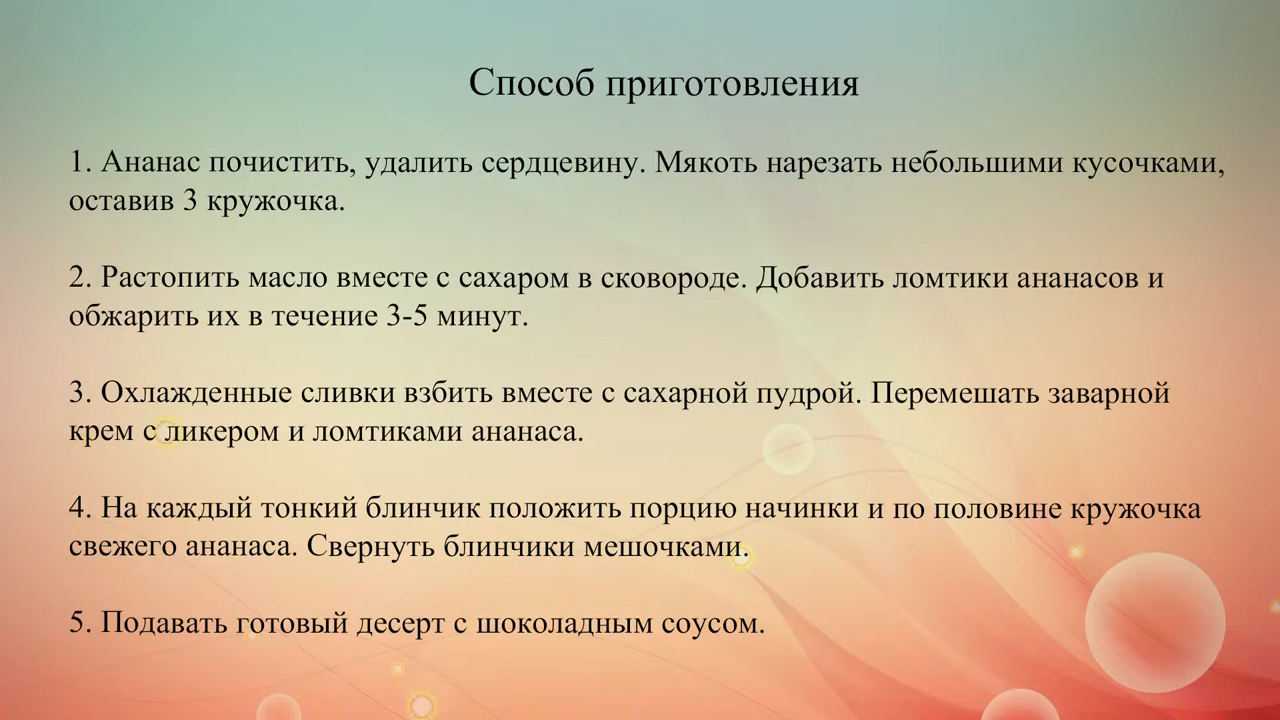 Способ приготовления
1. Ананас почистить, удалить сердцевину. Мякоть нарезать небольшими кусочками,
оставив 3 кружочка.
2. Растопить масло вместе с сахаром в сковороде. Добавить ломтики ананасов и
обжарить их в течение 3-5 минут.
3. Охлажденные сливки взбить вместе с сахарной пудрой. Перемешать заварной
крем с ликером и ломтиками ананаса.
4. На каждый тонкий блинчик положить порцию начинки и по половине кружочка
свежего ананаса. Свернуть блинчики мешочками.
5. Подавать готовый десерт с шоколадным соусом.